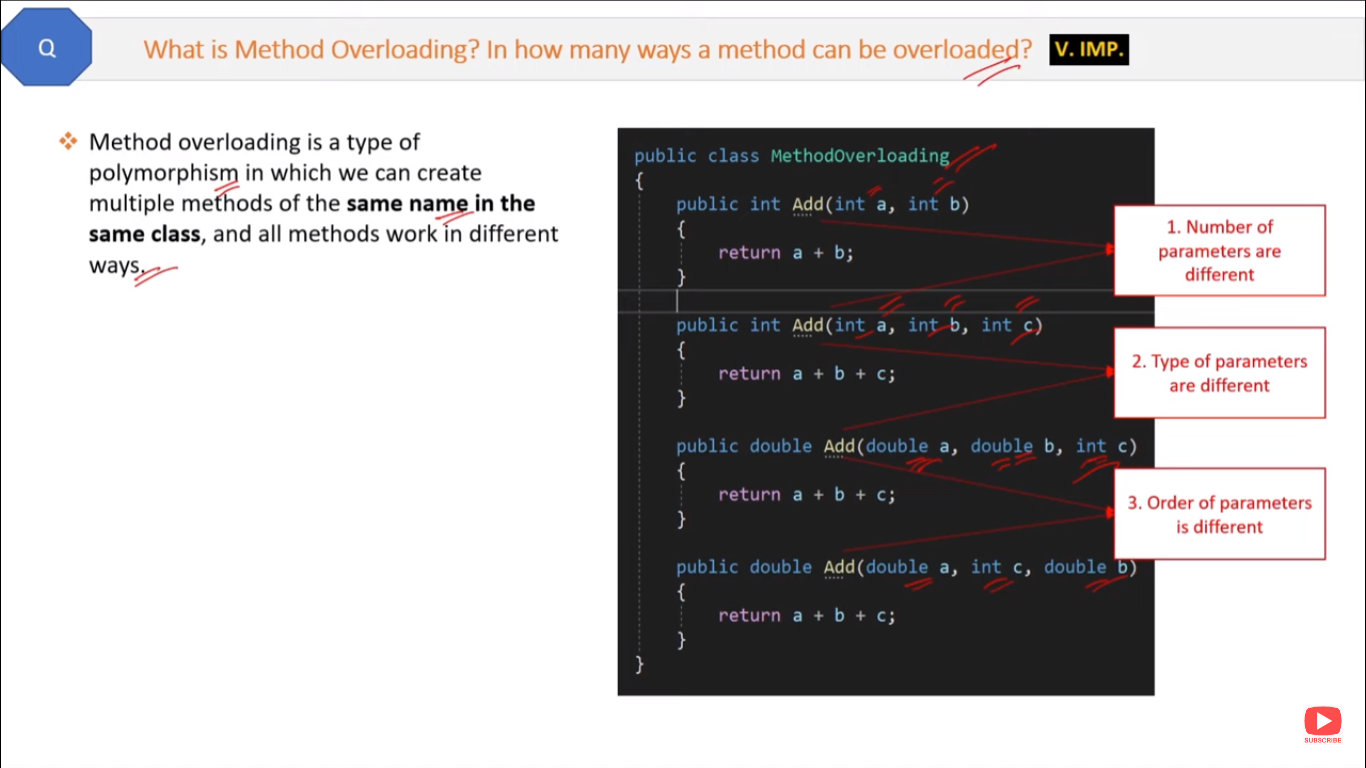 Q
What is Method Overloading? In how many ways a method can be overloaded?
V. IMP.
Method overloading is a type of
polymorphism in which we can create
multiple methods of the same name in the
same class, and all methods work in different
ways.
public class MethodOverloading
{
public int Add(int a, int b)
{
return a + b;
}
public int Add(int a, int b, int c)
{
return a + b + c;
}
public double Add(double a, double b, int c)
{
return a + b + c;
}
public double Add(double a, int c, double b)
{
return a + b + c;
}
}
1. Number of
parameters are
different
2. Type of parameters
are different
3. Order of parameters
is different
SUBSCRIBE